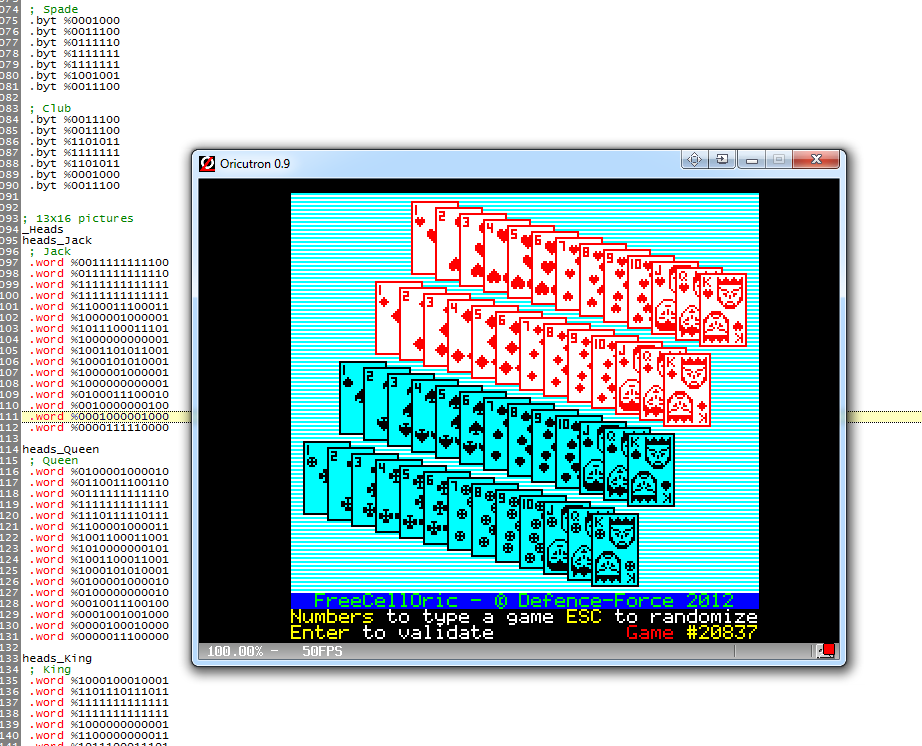 074 ; Spade
075 .byt %0001000
076 .byt %0011100
077 .byt %0111110
078 .byt %1111111
079 .byt %1111111
080 .byt %1001001
081 .byt %0011100
082
083 ; Club
084 .byt %0011100
085 .byt %0011100
086 .byt %1101011
087 .byt %1111111
088 .byt %1101011
089 .byt %0001000
090 .byt %0011100
091
092
093 ; 13x16 pictures
094 _Heads
095 heads_Jack
096 ; Jack
097 .word %0011111111100
098 .word %0111111111110
099 .word %1111111111111
100 .word %1111111111111
101 .word %1100011100011
102 .word %1000001000001
103 .word %1011100011101
104 .word %1000000000001
105 .word %1001101011001
106 .word %1000101010001
107 .word %1000001000001
108 .word %1000000000001
109 .word %0100011100010
110 .word %0010000000100
111 .word %0001000001000
112 .word %0000111110000
113
114 heads_Queen
115 ; Queen
116 .word %0100001000010
117 .word %0110011100110
118 .word %0111111111110
119 .word %1111111111111
120 .word %1110111110111
121 .word %1100001000011
122 .word %1001100011001
123 .word %1010000000101
124 .word %1001100011001
125 .word %1000101010001
126 .word %0100001000010
127 .word %0100000000010
128 .word %0010011100100
129 .word %0001001001000
130 .word %0000100010000
131 .word %0000011100000
132
133 heads_King
134 ; King
135 .word %1000100010001
136 .word %1101110111011
137 .word %1111111111111
138 .word %1111111111111
139 .word %1000000000001
140 .word %1100000000011
Oricutron 0.9
1 2 3 4 5 6 7 8 9 10 J Q K
1 2 3 4 5 6 7 8 9 10 J Q K
1 2 3 4 5 6 7 8 9 10 J Q K
1 2 3 4 5 6 7 8 9 10 J Q K
FreeCellOric - © Defence-Force 2012
Numbers to type a game ESC to randomize
Enter to validate Game #20837
100.00% - 50FPS